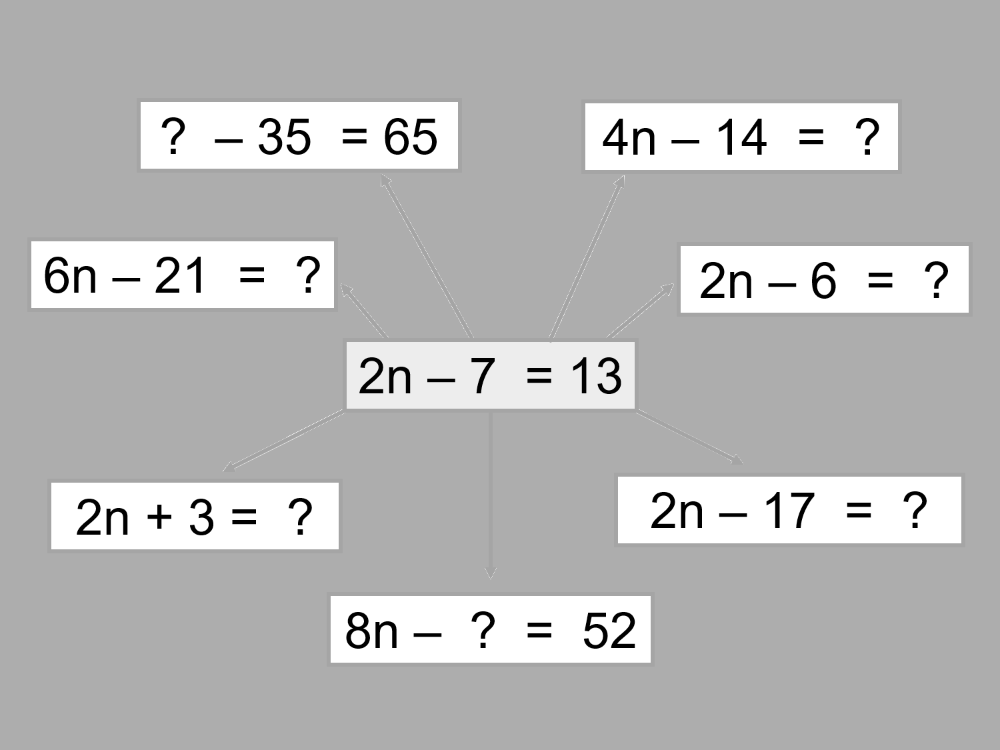 ? – 35 = 65
4n – 14 = ?
6n – 21 = ?
2n – 6 = ?
2n – 7 = 13
2n + 3 = ?
2n – 17 = ?
8n – ? = 52